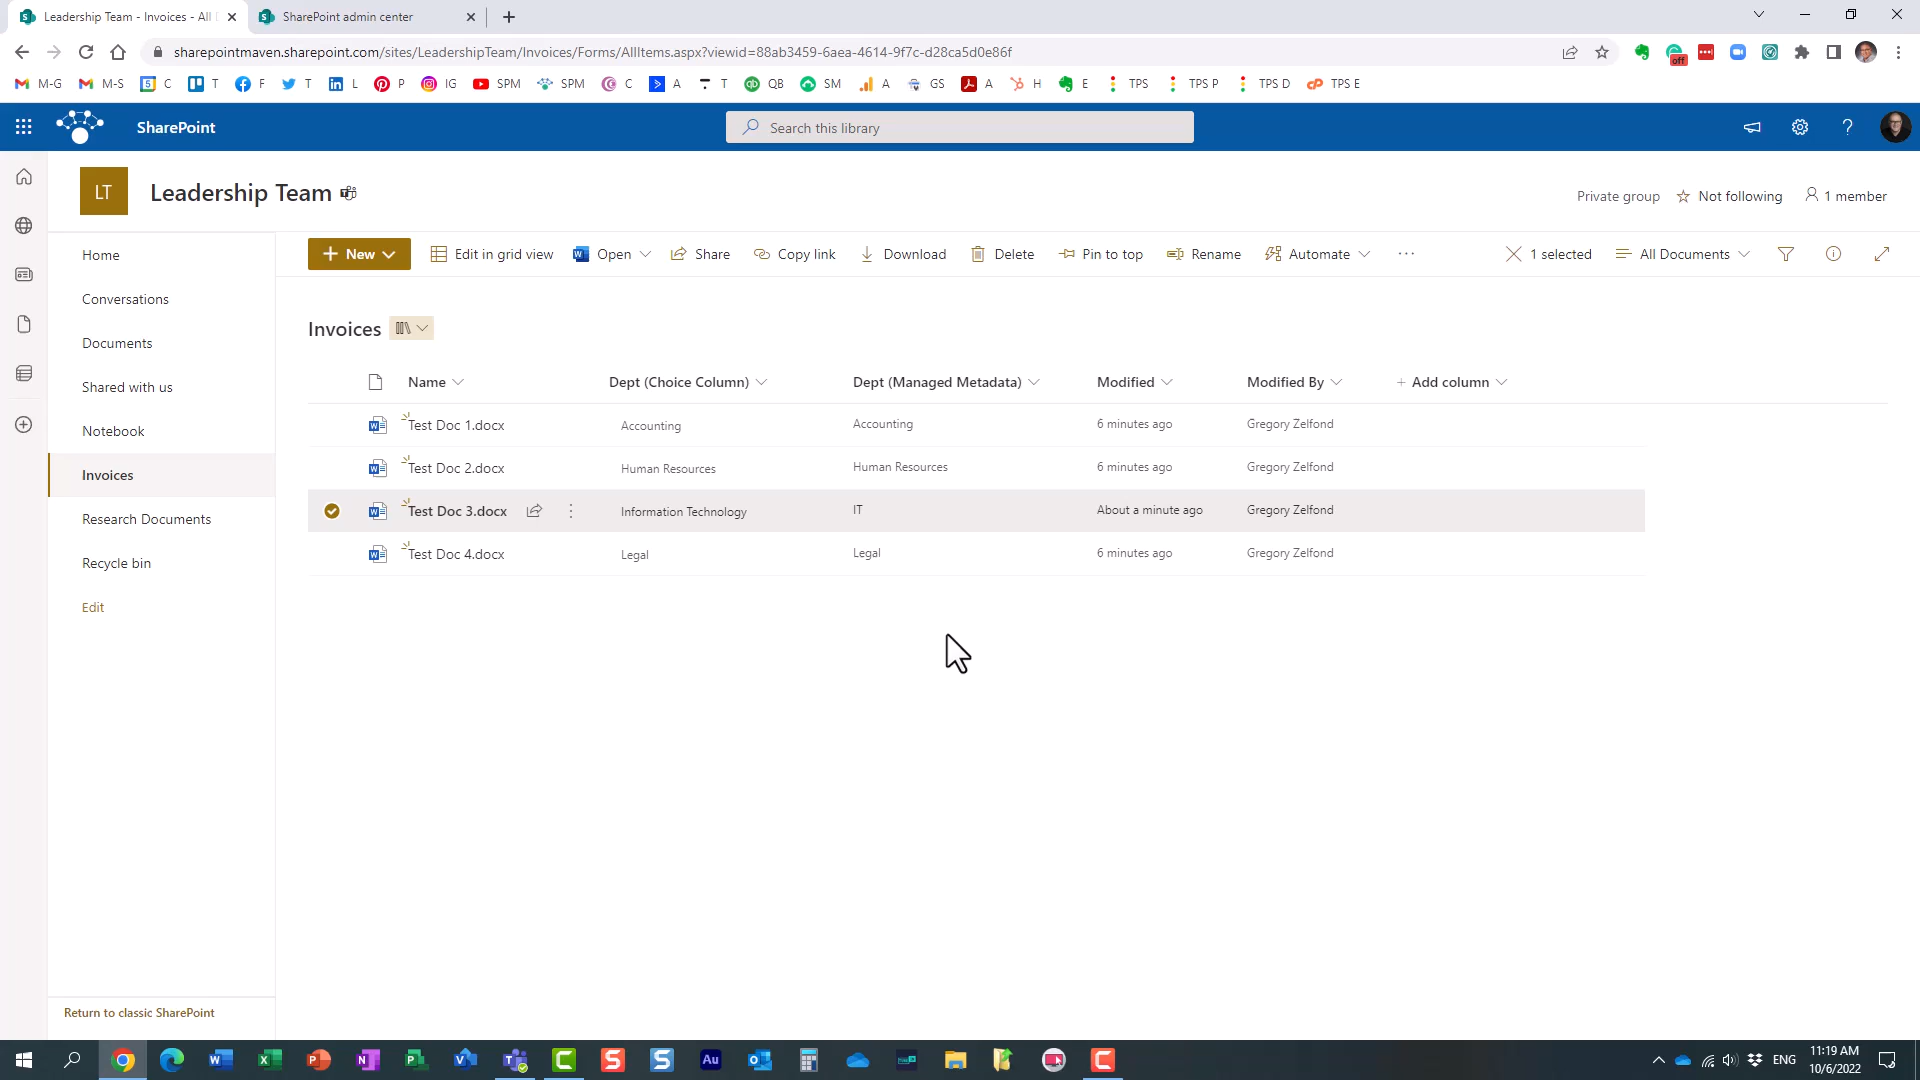 Leadership Team - Invoices - All
SharePoint admin center
sharepointmaven.sharepoint.com/sites/LeadershipTeam/Invoices/Forms/AllItems.aspx?viewid=88ab3459-6aea-4614-9f7c-d28ca5d0e86f
off
M-G M-S C T F T L P IG SPM SPM C A T QB SM A GS A H E TPS TPS P TPS D TPS E
SharePoint
Search this library
LT
Leadership Team
Private group
Not following
1 member
Home
Conversations
Documents
Shared with us
Notebook
Invoices
Research Documents
Recycle bin
Edit
Return to classic SharePoint
+ New Edit in grid view Open Share Copy link Download Delete Pin to top Rename Automate ... 1 selected All Documents
Invoices
Name Dept (Choice Column) Dept (Managed Metadata) Modified Modified By + Add column
Test Doc 1.docx Accounting Accounting 6 minutes ago Gregory Zelfond
Test Doc 2.docx Human Resources Human Resources 6 minutes ago Gregory Zelfond
Test Doc 3.docx Information Technology IT About a minute ago Gregory Zelfond
Test Doc 4.docx Legal Legal 6 minutes ago Gregory Zelfond
ENG
11:19 AM
10/6/2022